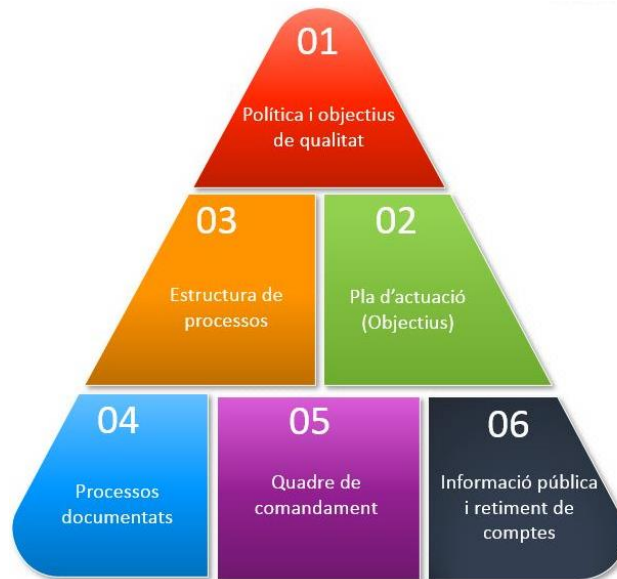 01
Política i objectius
de qualitat
03
Estructura de
processos
02
Pla d'actuació
(Objectius)
04
Processos
documentats
05
Quadre de
comandament
06
Informació pública
i retiment de
comptes